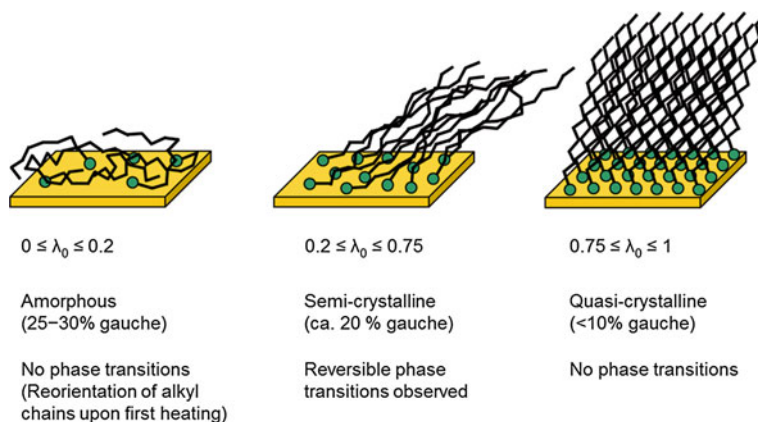 0 ≤ λ₀ ≤ 0.2
0.2 ≤ λ₀ ≤ 0.75
0.75 ≤ λ₀ ≤ 1
Amorphous
(25–30% gauche)
Semi-crystalline
(ca. 20 % gauche)
Quasi-crystalline
(<10% gauche)
No phase transitions
(Reorientation of alkyl
chains upon first heating)
Reversible phase
transitions observed
No phase transitions